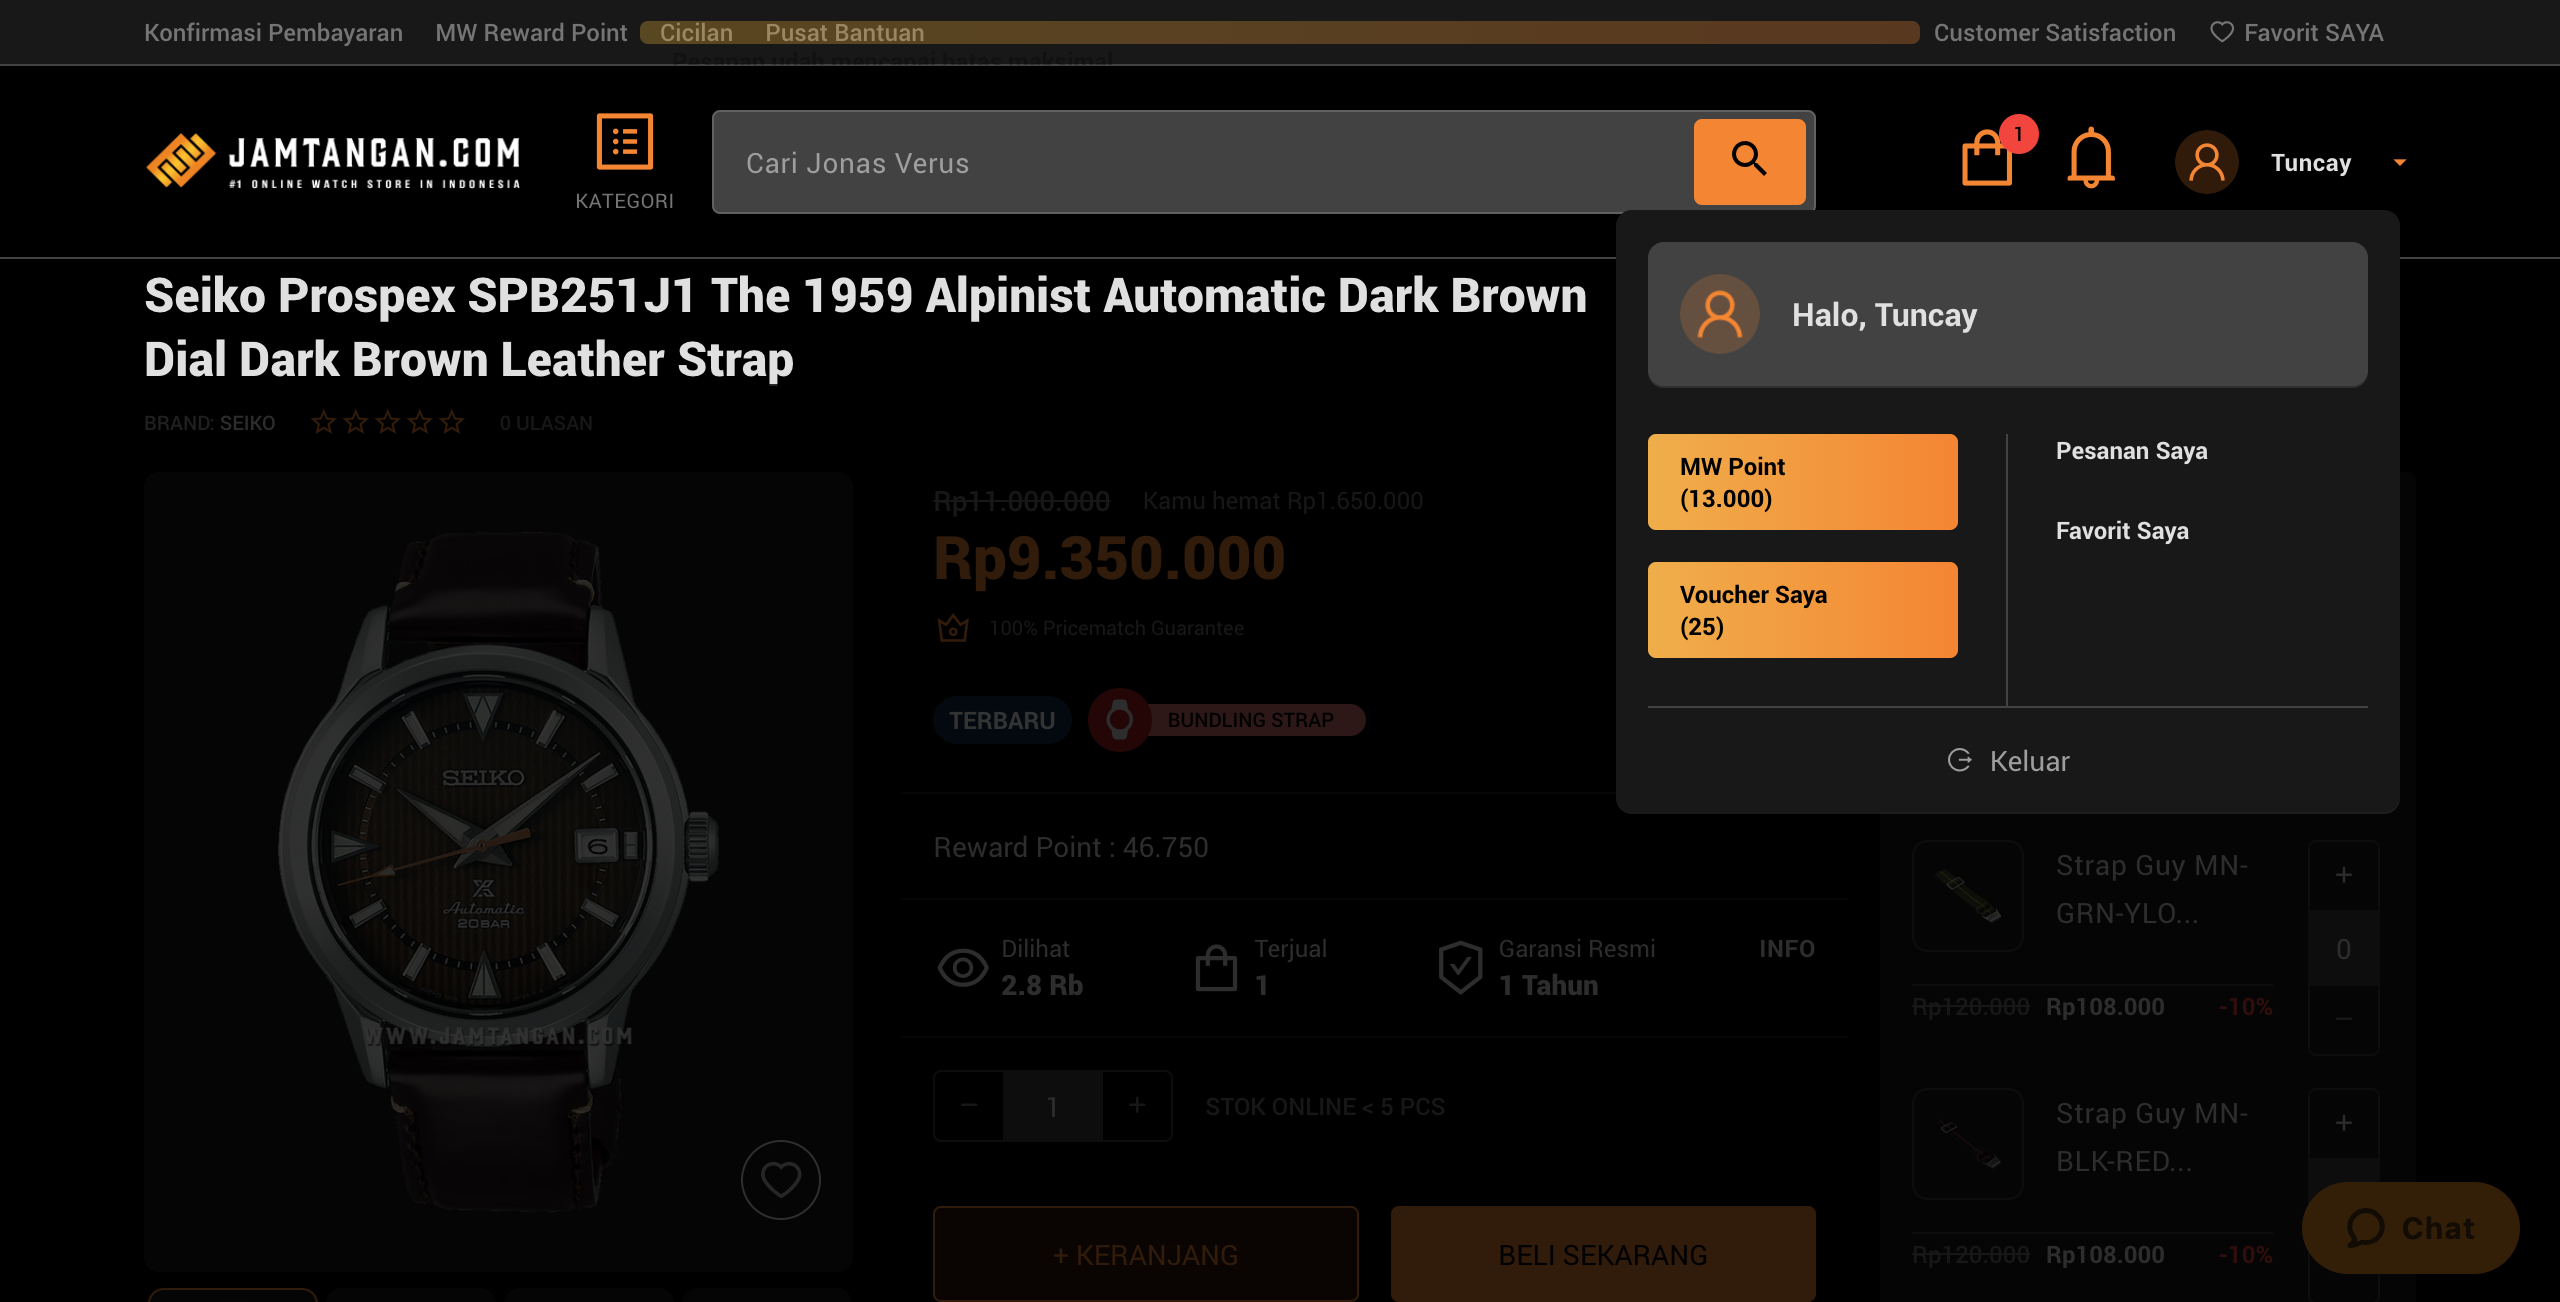 Konfirmasi Pembayaran MW Reward Point Cicilan Pusat Bantuan Customer Satisfaction Favorit SAYA
Pesanan udah mencapai batas maksimal
JAMTANGAN.COM
#1 ONLINE WATCH STORE IN INDONESIA
KATEGORI
Cari Jonas Verus
1
Tuncay
Halo, Tuncay
MW Point
(13.000)
Voucher Saya
(25)
Pesanan Saya
Favorit Saya
Keluar
Seiko Prospex SPB251J1 The 1959 Alpinist Automatic Dark Brown
Dial Dark Brown Leather Strap
BRAND: SEIKO 0 ULASAN
SEIKO
6
Automatic
20BAR
WWW.JAMTANGAN.COM
Rp11.000.000 Kamu hemat Rp1.650.000
Rp9.350.000
100% Pricematch Guarantee
TERBARU BUNDLING STRAP
Reward Point : 46.750
Dilihat
2.8 Rb
Terjual
1
Garansi Resmi
1 Tahun
INFO
− 1 + STOK ONLINE < 5 PCS
+ KERANJANG BELI SEKARANG
Strap Guy MN-
GRN-YLO...
+
0
−
Rp120.000 Rp108.000 -10%
Strap Guy MN-
BLK-RED...
+
Rp120.000 Rp108.000 -10%
Chat